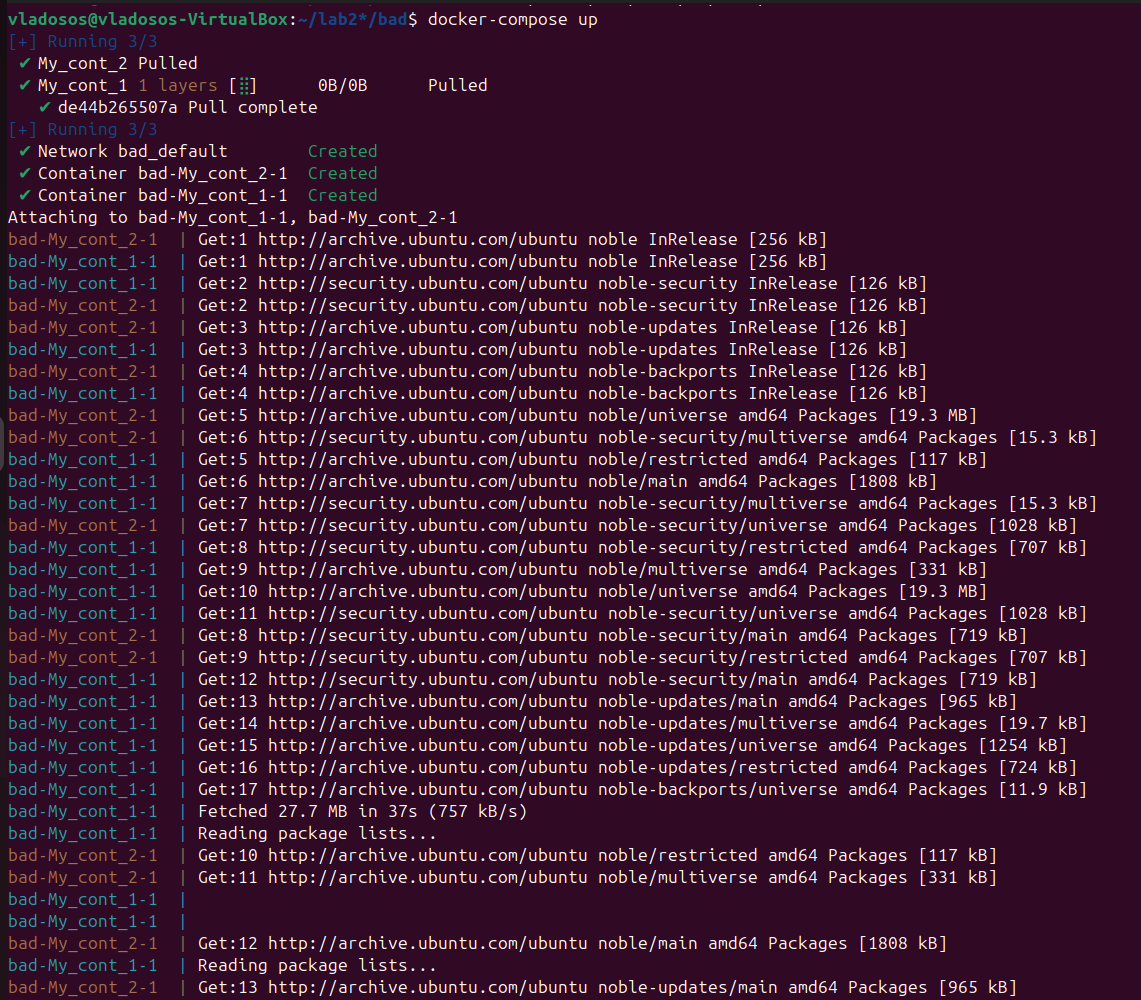 vladosos@vladosos-VirtualBox:~/lab2*/bad$ docker-compose up
[+] Running 3/3
✔ My_cont_2 Pulled
✔ My_cont_1 1 layers [⣿] 0B/0B Pulled
✔ de44b265507a Pull complete
[+] Running 3/3
✔ Network bad_default Created
✔ Container bad-My_cont_2-1 Created
✔ Container bad-My_cont_1-1 Created
Attaching to bad-My_cont_1-1, bad-My_cont_2-1
bad-My_cont_2-1 | Get:1 http://archive.ubuntu.com/ubuntu noble InRelease [256 kB]
bad-My_cont_1-1 | Get:1 http://archive.ubuntu.com/ubuntu noble InRelease [256 kB]
bad-My_cont_1-1 | Get:2 http://security.ubuntu.com/ubuntu noble-security InRelease [126 kB]
bad-My_cont_2-1 | Get:2 http://security.ubuntu.com/ubuntu noble-security InRelease [126 kB]
bad-My_cont_2-1 | Get:3 http://archive.ubuntu.com/ubuntu noble-updates InRelease [126 kB]
bad-My_cont_1-1 | Get:3 http://archive.ubuntu.com/ubuntu noble-updates InRelease [126 kB]
bad-My_cont_2-1 | Get:4 http://archive.ubuntu.com/ubuntu noble-backports InRelease [126 kB]
bad-My_cont_1-1 | Get:4 http://archive.ubuntu.com/ubuntu noble-backports InRelease [126 kB]
bad-My_cont_2-1 | Get:5 http://archive.ubuntu.com/ubuntu noble/universe amd64 Packages [19.3 MB]
bad-My_cont_2-1 | Get:6 http://security.ubuntu.com/ubuntu noble-security/multiverse amd64 Packages [15.3 kB]
bad-My_cont_1-1 | Get:5 http://archive.ubuntu.com/ubuntu noble/restricted amd64 Packages [117 kB]
bad-My_cont_1-1 | Get:6 http://archive.ubuntu.com/ubuntu noble/main amd64 Packages [1808 kB]
bad-My_cont_1-1 | Get:7 http://security.ubuntu.com/ubuntu noble-security/multiverse amd64 Packages [15.3 kB]
bad-My_cont_2-1 | Get:7 http://security.ubuntu.com/ubuntu noble-security/universe amd64 Packages [1028 kB]
bad-My_cont_1-1 | Get:8 http://security.ubuntu.com/ubuntu noble-security/restricted amd64 Packages [707 kB]
bad-My_cont_1-1 | Get:9 http://archive.ubuntu.com/ubuntu noble/multiverse amd64 Packages [331 kB]
bad-My_cont_1-1 | Get:10 http://archive.ubuntu.com/ubuntu noble/universe amd64 Packages [19.3 MB]
bad-My_cont_1-1 | Get:11 http://security.ubuntu.com/ubuntu noble-security/universe amd64 Packages [1028 kB]
bad-My_cont_2-1 | Get:8 http://security.ubuntu.com/ubuntu noble-security/main amd64 Packages [719 kB]
bad-My_cont_2-1 | Get:9 http://security.ubuntu.com/ubuntu noble-security/restricted amd64 Packages [707 kB]
bad-My_cont_1-1 | Get:12 http://security.ubuntu.com/ubuntu noble-security/main amd64 Packages [719 kB]
bad-My_cont_1-1 | Get:13 http://archive.ubuntu.com/ubuntu noble-updates/main amd64 Packages [965 kB]
bad-My_cont_1-1 | Get:14 http://archive.ubuntu.com/ubuntu noble-updates/multiverse amd64 Packages [19.7 kB]
bad-My_cont_1-1 | Get:15 http://archive.ubuntu.com/ubuntu noble-updates/universe amd64 Packages [1254 kB]
bad-My_cont_1-1 | Get:16 http://archive.ubuntu.com/ubuntu noble-updates/restricted amd64 Packages [724 kB]
bad-My_cont_1-1 | Get:17 http://archive.ubuntu.com/ubuntu noble-backports/universe amd64 Packages [11.9 kB]
bad-My_cont_1-1 | Fetched 27.7 MB in 37s (757 kB/s)
bad-My_cont_1-1 | Reading package lists...
bad-My_cont_2-1 | Get:10 http://archive.ubuntu.com/ubuntu noble/restricted amd64 Packages [117 kB]
bad-My_cont_2-1 | Get:11 http://archive.ubuntu.com/ubuntu noble/multiverse amd64 Packages [331 kB]
bad-My_cont_1-1 |
bad-My_cont_1-1 |
bad-My_cont_2-1 | Get:12 http://archive.ubuntu.com/ubuntu noble/main amd64 Packages [1808 kB]
bad-My_cont_1-1 | Reading package lists...
bad-My_cont_2-1 | Get:13 http://archive.ubuntu.com/ubuntu noble-updates/main amd64 Packages [965 kB]